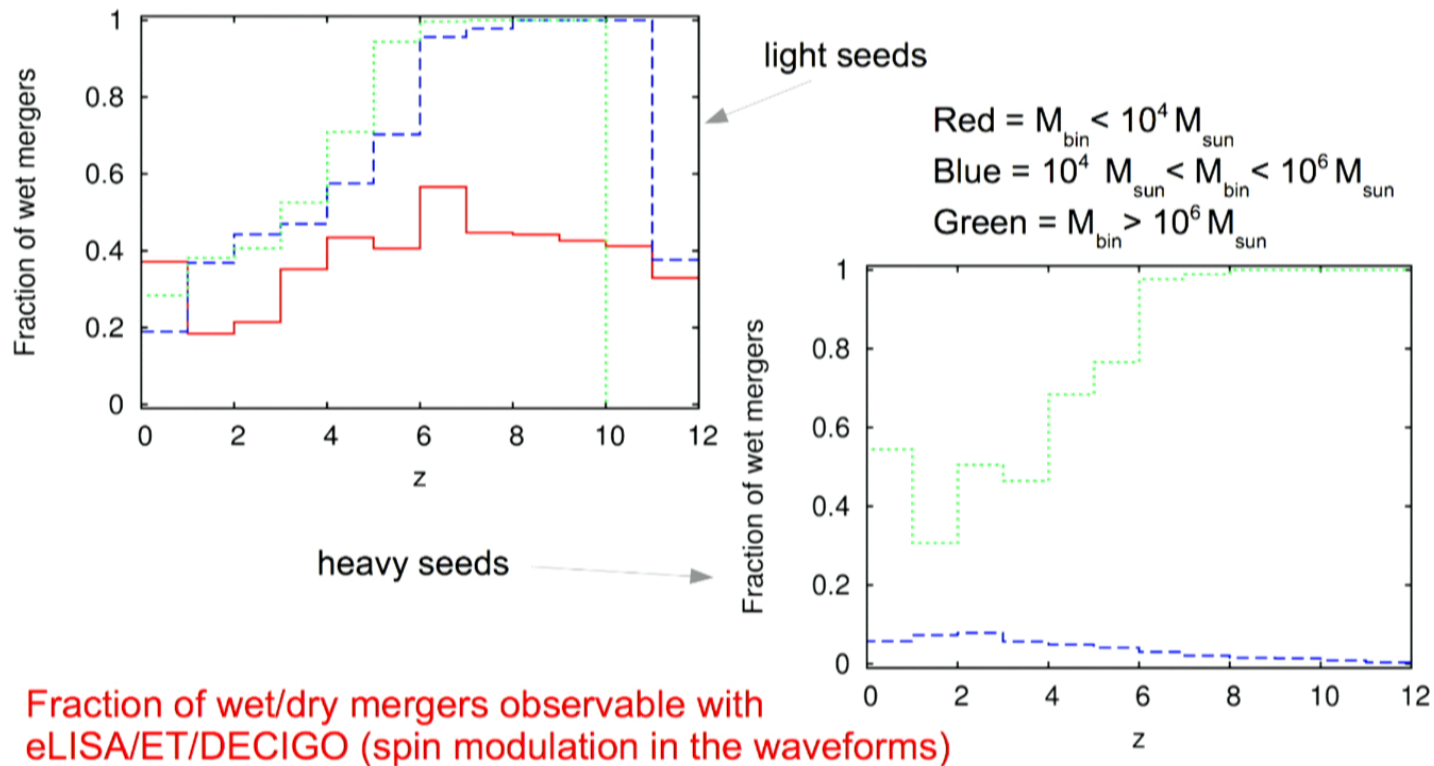 light seeds
Red = M_bin < 10^4 M_sun
Blue = 10^4 M_sun < M_bin < 10^6 M_sun
Green = M_bin > 10^6 M_sun
Fraction of wet mergers
1
0.8
0.6
0.4
0.2
0
0 2 4 6 8 10 12
z
heavy seeds
Fraction of wet mergers
1
0.8
0.6
0.4
0.2
0
0 2 4 6 8 10 12
z
Fraction of wet/dry mergers observable with
eLISA/ET/DECIGO (spin modulation in the waveforms)